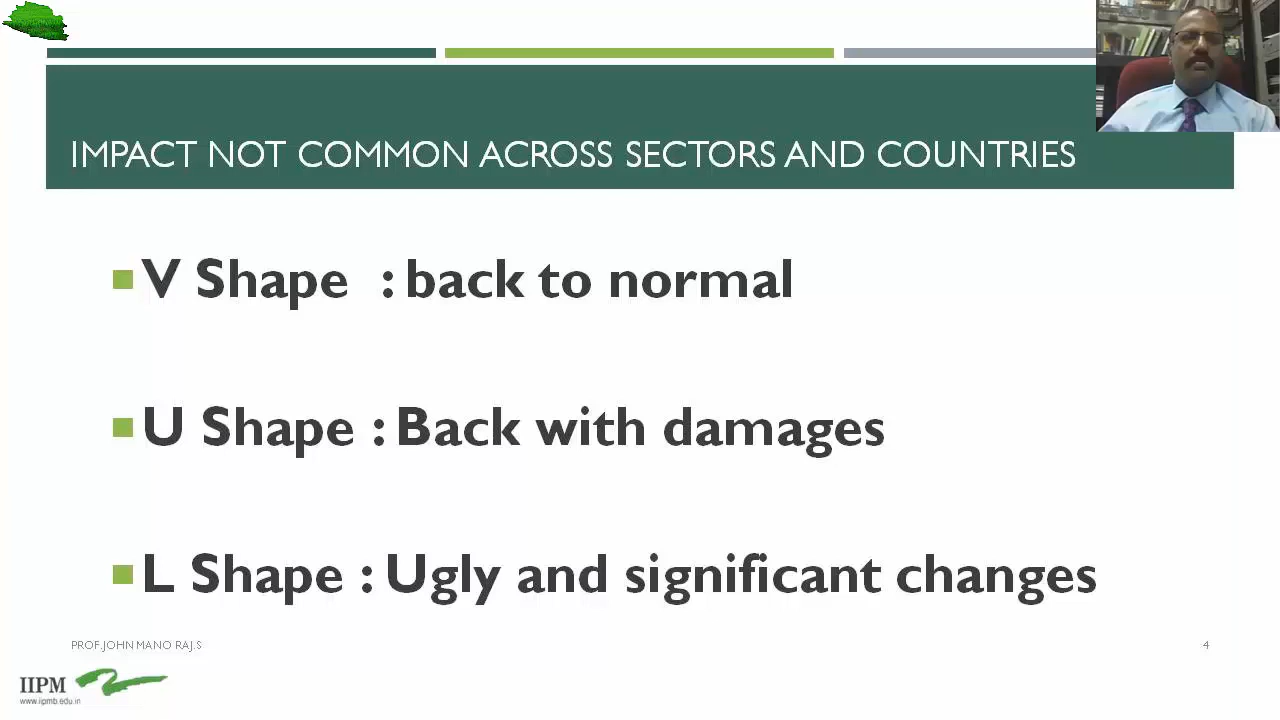 IMPACT NOT COMMON ACROSS SECTORS AND COUNTRIES
V Shape : back to normal
U Shape : Back with damages
L Shape : Ugly and significant changes
PROF.JOHN MANO RAJ.S
4
IIPM
www.iipmb.edu.in